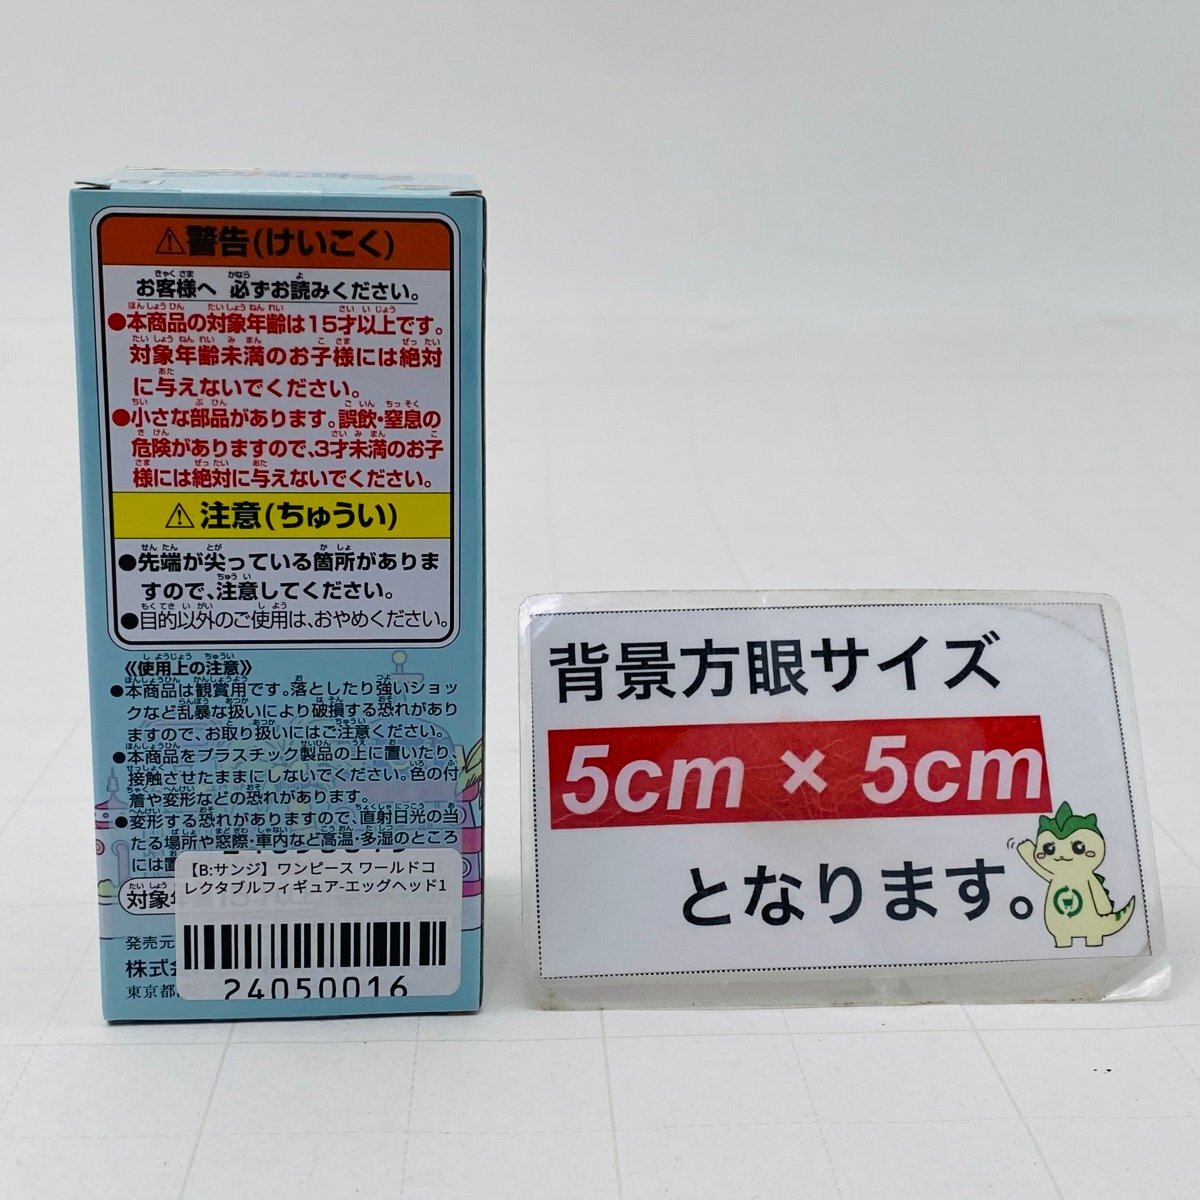 ⚠警告(けいこく)
お客様へ 必ずお読みください。
●本商品の対象年齢は15才以上です。
対象年齢未満のお子様には絶対
に与えないでください。
●小さな部品があります。誤飲・窒息の
危険がありますので、3才未満のお子
様には絶対に与えないでください。
⚠注意(ちゅうい)
●先端が尖っている箇所がありま
すので、注意してください。
●目的以外のご使用は、おやめください。
《使用上の注意》
●本商品は観賞用です。落としたり強いショッ
クなど乱暴な扱いにより破損する恐れがあり
ますので、お取り扱いにはご注意ください。
●本商品をプラスチック製品の上に置いたり、
接触させたままにしないでください。色の付
着や変形などの恐れがあります。
●変形する恐れがありますので、直射日光の当
たる場所や窓際・車内など高温・多湿のところ
には置
対象年
発売元
株式会
東京都
【B:サンジ】ワンピース ワールドコ
レクタブルフィギュア-エッグヘッド1
24050016
背景方眼サイズ
5cm × 5cm
となります。